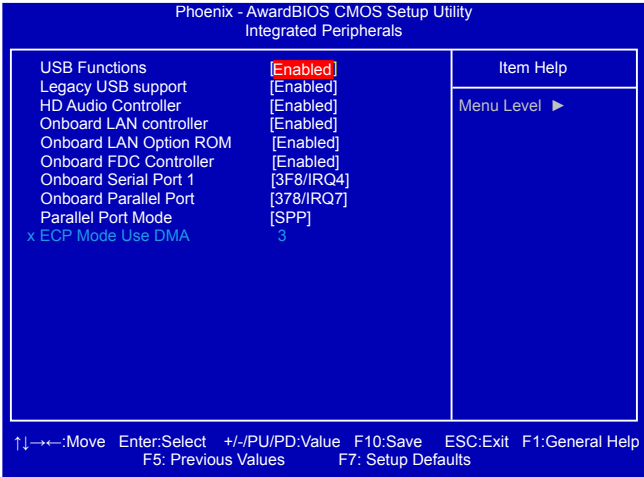 Phoenix - AwardBIOS CMOS Setup Utility
Integrated Peripherals
USB Functions [Enabled]
Legacy USB support [Enabled]
HD Audio Controller [Enabled]
Onboard LAN controller [Enabled]
Onboard LAN Option ROM [Enabled]
Onboard FDC Controller [Enabled]
Onboard Serial Port 1 [3F8/IRQ4]
Onboard Parallel Port [378/IRQ7]
Parallel Port Mode [SPP]
x ECP Mode Use DMA 3
Item Help
Menu Level ►
↑↓→←:Move Enter:Select +/-/PU/PD:Value F10:Save ESC:Exit F1:General Help
F5: Previous Values F7: Setup Defaults